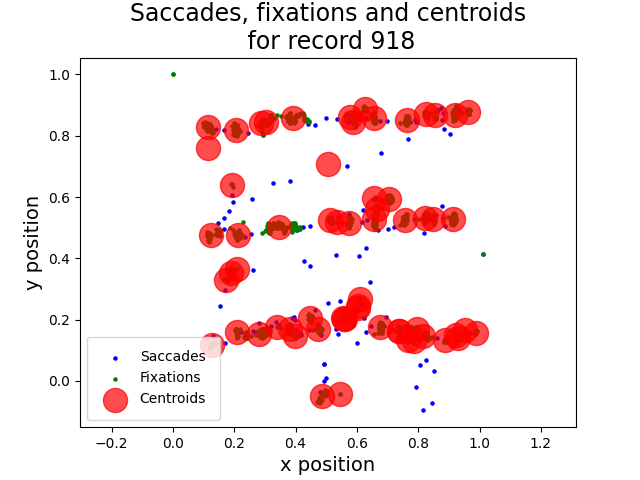 Saccades, fixations and centroids
for record 918
1.0
0.8
0.6
0.4
0.2
0.0
y position
Saccades
Fixations
Centroids
−0.2
0.0
0.2
0.4
0.6
0.8
1.0
1.2
x position